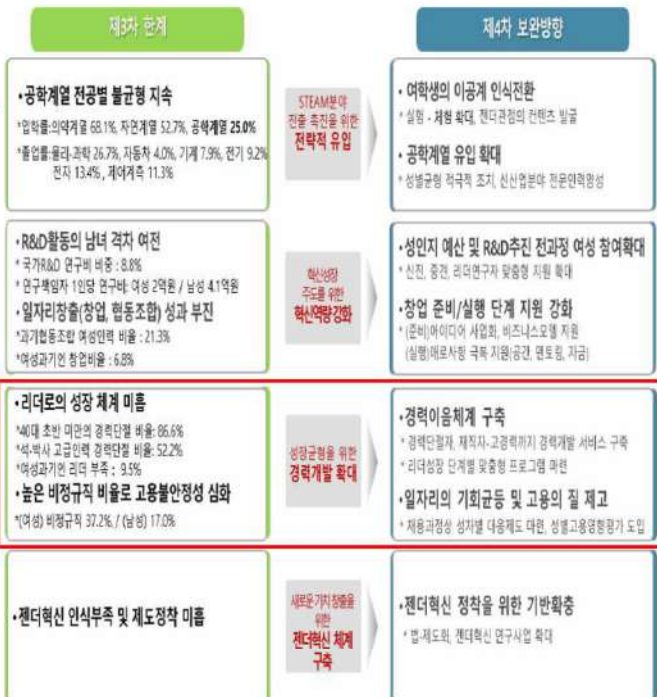 제3차 한계
제4차 보완방향
•공학계열 전공별 불균형 지속
*입학률:의약계열 68.1%, 자연계열 52.7%, 공학계열 25.0%
*졸업률:물리·과학 26.7%, 자동차 4.0%, 기계 7.9%, 전기 9.2%
전자 13.4%, 제어계측 11.3%
STEAM분야
진출 촉진을 위한
전략적 유입
• 여학생의 이공계 인식전환
* 실험 - 체험 확대, 젠더관점의 컨텐츠 발굴
• 공학계열 유입 확대
* 성별균형 적극적 조치, 신산업분야 전문인력양성
•R&D활동의 남녀 격차 여전
* 국가R&D 연구비 비중 : 8.8%
* 연구책임자 1인당 연구비: 여성 2억원 / 남성 4.1억원
•일자리창출(창업, 협동조합) 성과 부진
*과기협동조합 여성인력 비율 : 21.3%
*여성과기인 창업비율 : 6.8%
혁신성장
주도를 위한
혁신역량 강화
•성인지 예산 및 R&D추진 전과정 여성 참여확대
* 신진, 중견, 리더연구자 맞춤형 지원 확대
•창업 준비/실행 단계 지원 강화
* (준비)아이디어 사업화, 비즈니스모델 지원
(실행)애로사항 극복 지원(공간, 멘토링, 자금)
•리더로의 성장 체계 미흡
*40대 초반 미만의 경력단절 비율: 86.6%
*석·박사 고급인력 경력단절 비율: 52.2%
*여성과기인 리더 부족 : 9.5%
•높은 비정규직 비율로 고용불안정성 심화
*(여성) 비정규직 37.2% / (남성) 17.0%
성장균형을 위한
경력개발 확대
•경력이음체계 구축
* 경력단절자, 재직자·고경력까지 경력개발 서비스 구축
* 리더성장 단계별 맞춤형 프로그램 마련
•일자리의 기회균등 및 고용의 질 제고
* 채용과정상 성차별 대응제도 마련, 성별고용영향평가 도입
•젠더혁신 인식부족 및 제도정착 미흡
새로운 가치 창출을
위한
젠더혁신 체계
구축
•젠더혁신 정착을 위한 기반확충
* 법·제도화, 젠더혁신 연구사업 확대